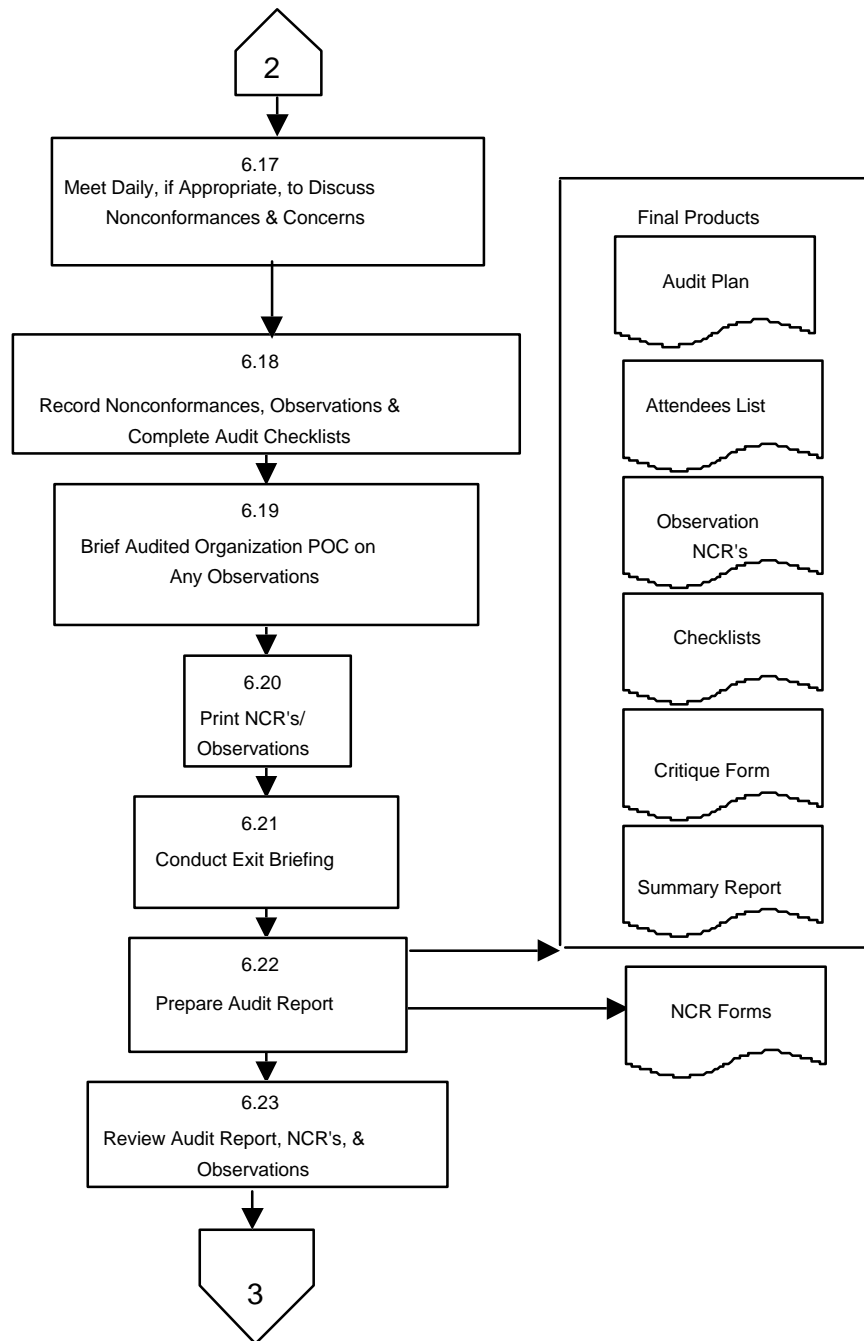 2
6.17
Meet Daily, if Appropriate, to Discuss
Nonconformances & Concerns
6.18
Record Nonconformances, Observations &
Complete Audit Checklists
6.19
Brief Audited Organization POC on
Any Observations
6.20
Print NCR's/
Observations
6.21
Conduct Exit Briefing
6.22
Prepare Audit Report
6.23
Review Audit Report, NCR's, &
Observations
3
Final Products
Audit Plan
Attendees List
Observation
NCR's
Checklists
Critique Form
Summary Report
NCR Forms